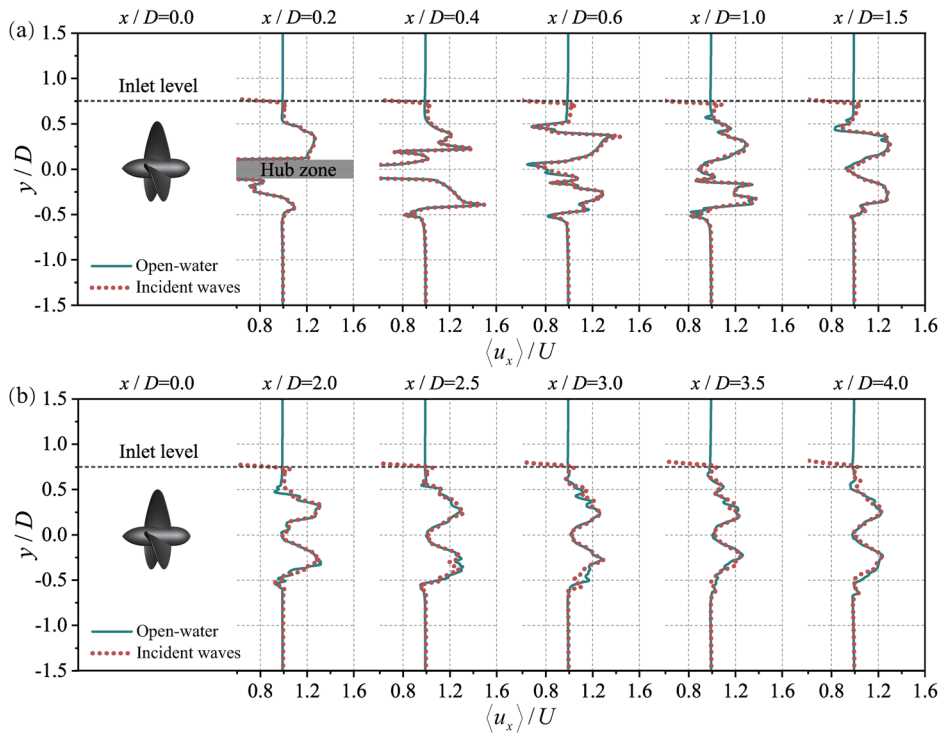 x / D=0.0 x / D=0.2 x / D=0.4 x / D=0.6 x / D=1.0 x / D=1.5
(a)
1.5
1.0
0.5
0.0
-0.5
-1.0
-1.5
y / D
Inlet level
Hub zone
Open-water
Incident waves
0.8 1.2 1.6 0.8 1.2 1.6 0.8 1.2 1.6 0.8 1.2 1.6 0.8 1.2 1.6
⟨uₓ⟩ / U
x / D=0.0 x / D=2.0 x / D=2.5 x / D=3.0 x / D=3.5 x / D=4.0
(b)
1.5
1.0
0.5
0.0
-0.5
-1.0
-1.5
y / D
Inlet level
Open-water
Incident waves
0.8 1.2 1.6 0.8 1.2 1.6 0.8 1.2 1.6 0.8 1.2 1.6 0.8 1.2 1.6
⟨uₓ⟩ / U